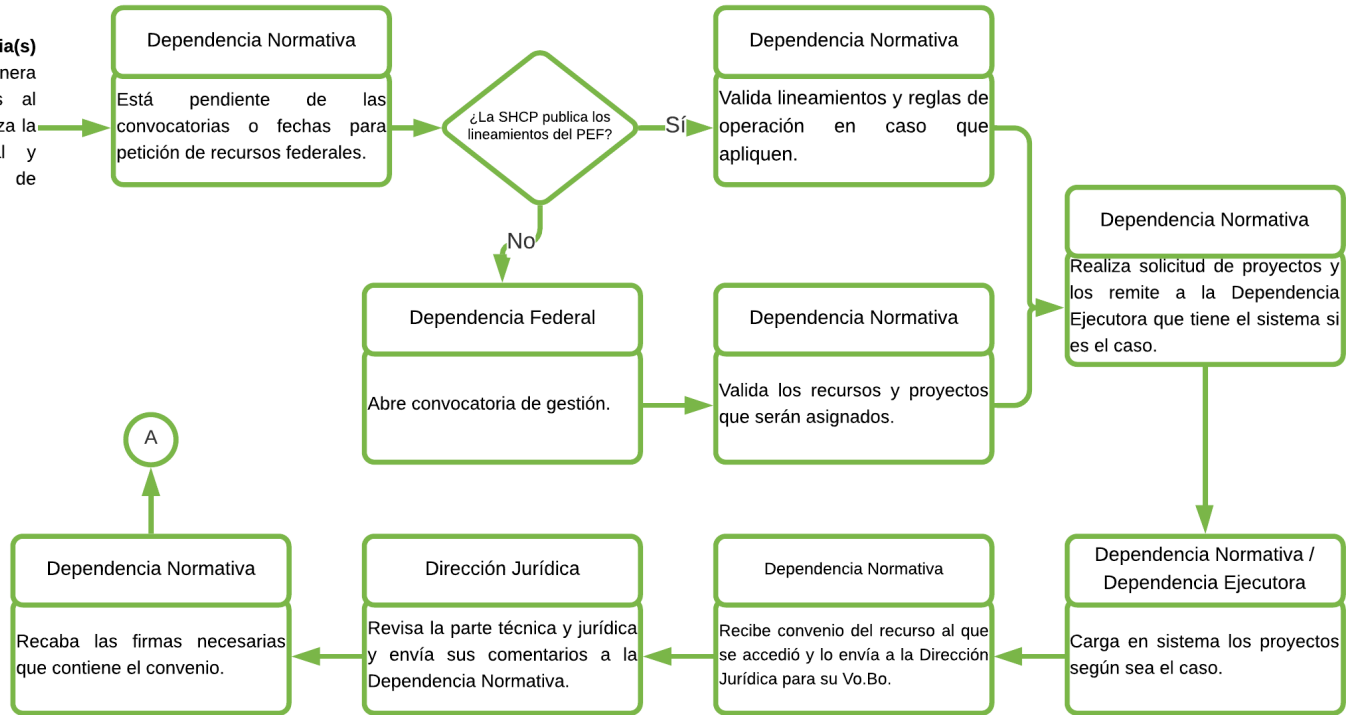 ia(s)
nera
s al
za la
al y
de
Dependencia Normativa
Está pendiente de las
convocatorias o fechas para
petición de recursos federales.
¿La SHCP publica los
lineamientos del PEF?
Sí
No
Dependencia Normativa
Valida lineamientos y reglas de
operación en caso que
apliquen.
Dependencia Federal
Abre convocatoria de gestión.
Dependencia Normativa
Valida los recursos y proyectos
que serán asignados.
Dependencia Normativa
Realiza solicitud de proyectos y
los remite a la Dependencia
Ejecutora que tiene el sistema si
es el caso.
Dependencia Normativa /
Dependencia Ejecutora
Carga en sistema los proyectos
según sea el caso.
Dependencia Normativa
Recibe convenio del recurso al que
se accedió y lo envía a la Dirección
Jurídica para su Vo.Bo.
Dirección Jurídica
Revisa la parte técnica y jurídica
y envía sus comentarios a la
Dependencia Normativa.
Dependencia Normativa
Recaba las firmas necesarias
que contiene el convenio.
A